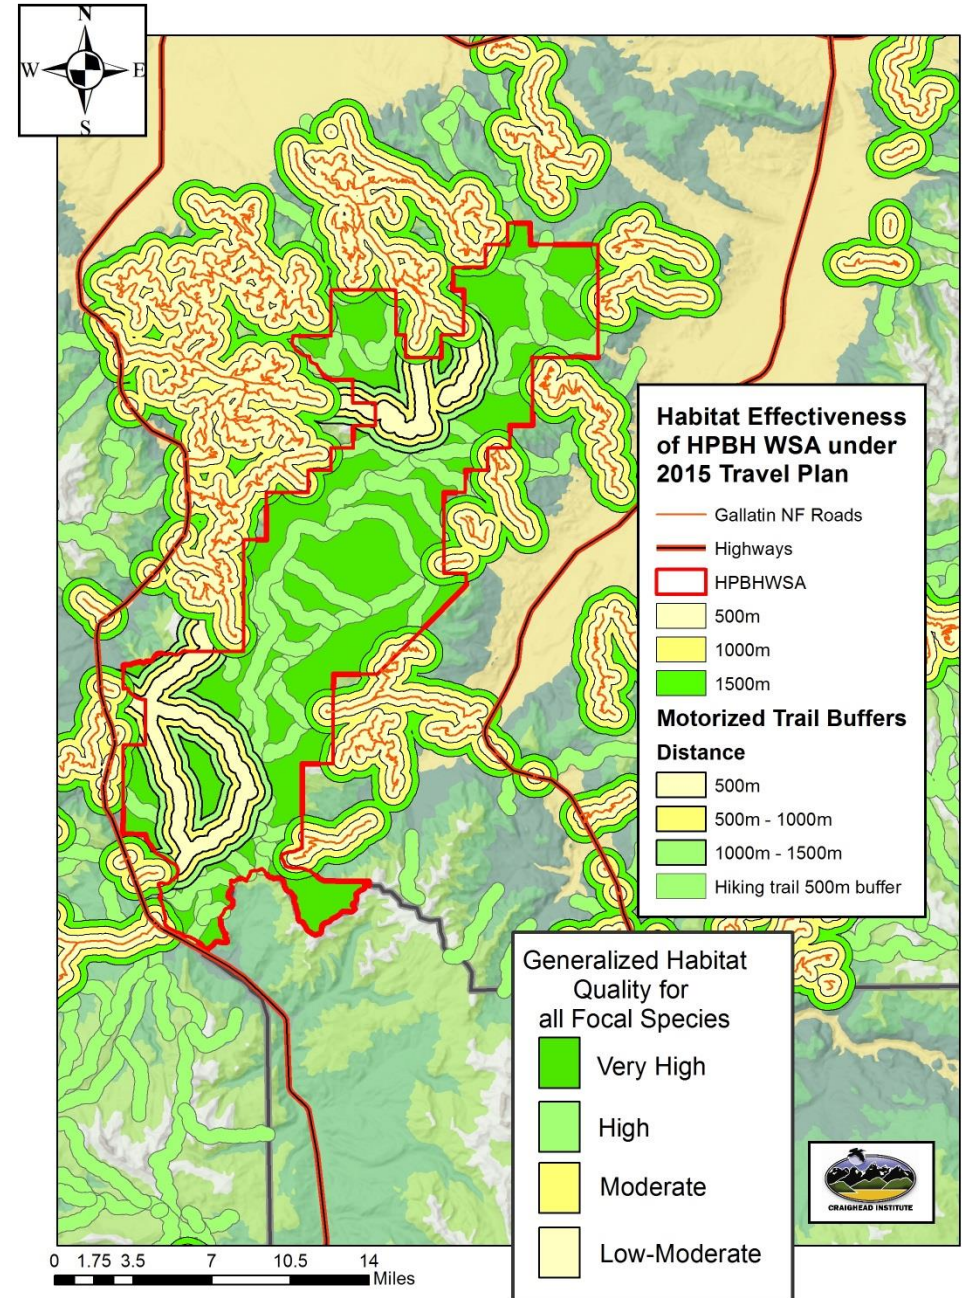 N
W
E
S
Habitat Effectiveness
of HPBH WSA under
2015 Travel Plan
Gallatin NF Roads
Highways
HPBHWSA
500m
1000m
1500m
Motorized Trail Buffers
Distance
500m
500m - 1000m
1000m - 1500m
Hiking trail 500m buffer
Generalized Habitat
Quality for
all Focal Species
Very High
High
Moderate
Low-Moderate
CRAIGHEAD INSTITUTE
0 1.75 3.5 7 10.5 14
Miles